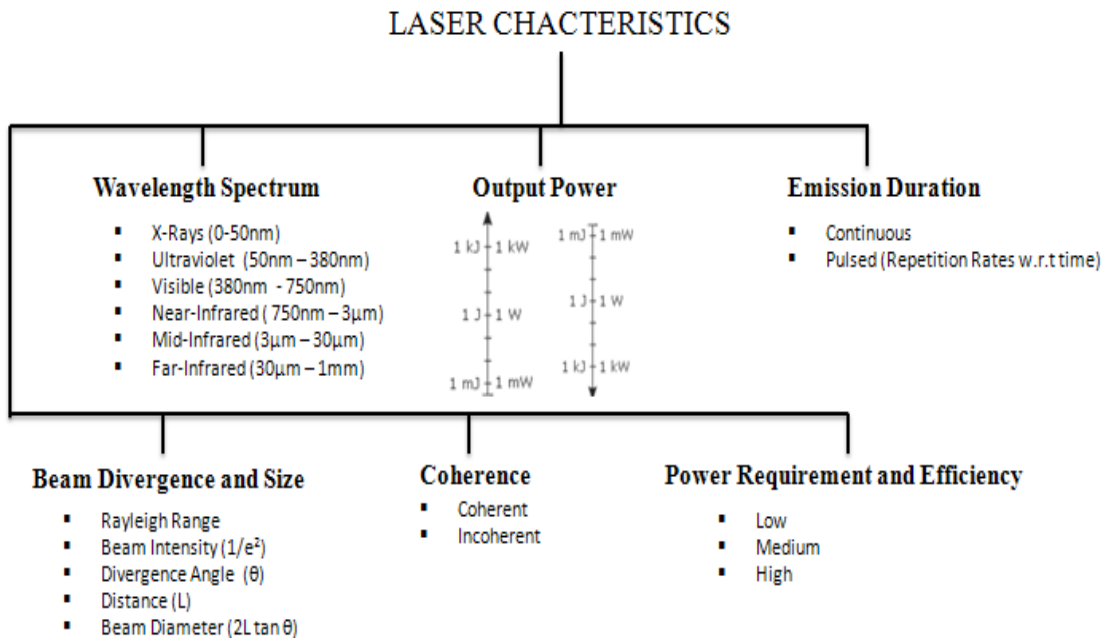 LASER CHACTERISTICS
Wavelength Spectrum
▪ X-Rays (0-50nm)
▪ Ultraviolet (50nm – 380nm)
▪ Visible (380nm - 750nm)
▪ Near-Infrared ( 750nm – 3µm)
▪ Mid-Infrared (3µm – 30µm)
▪ Far-Infrared (30µm – 1mm)
Output Power
1 kJ 1 kW
1 J 1 W
1 mJ 1 mW
1 mJ 1 mW
1 J 1 W
1 kJ 1 kW
Emission Duration
▪ Continuous
▪ Pulsed (Repetition Rates w.r.t time)
Beam Divergence and Size
▪ Rayleigh Range
▪ Beam Intensity (1/e²)
▪ Divergence Angle (θ)
▪ Distance (L)
▪ Beam Diameter (2L tan θ)
Coherence
▪ Coherent
▪ Incoherent
Power Requirement and Efficiency
▪ Low
▪ Medium
▪ High